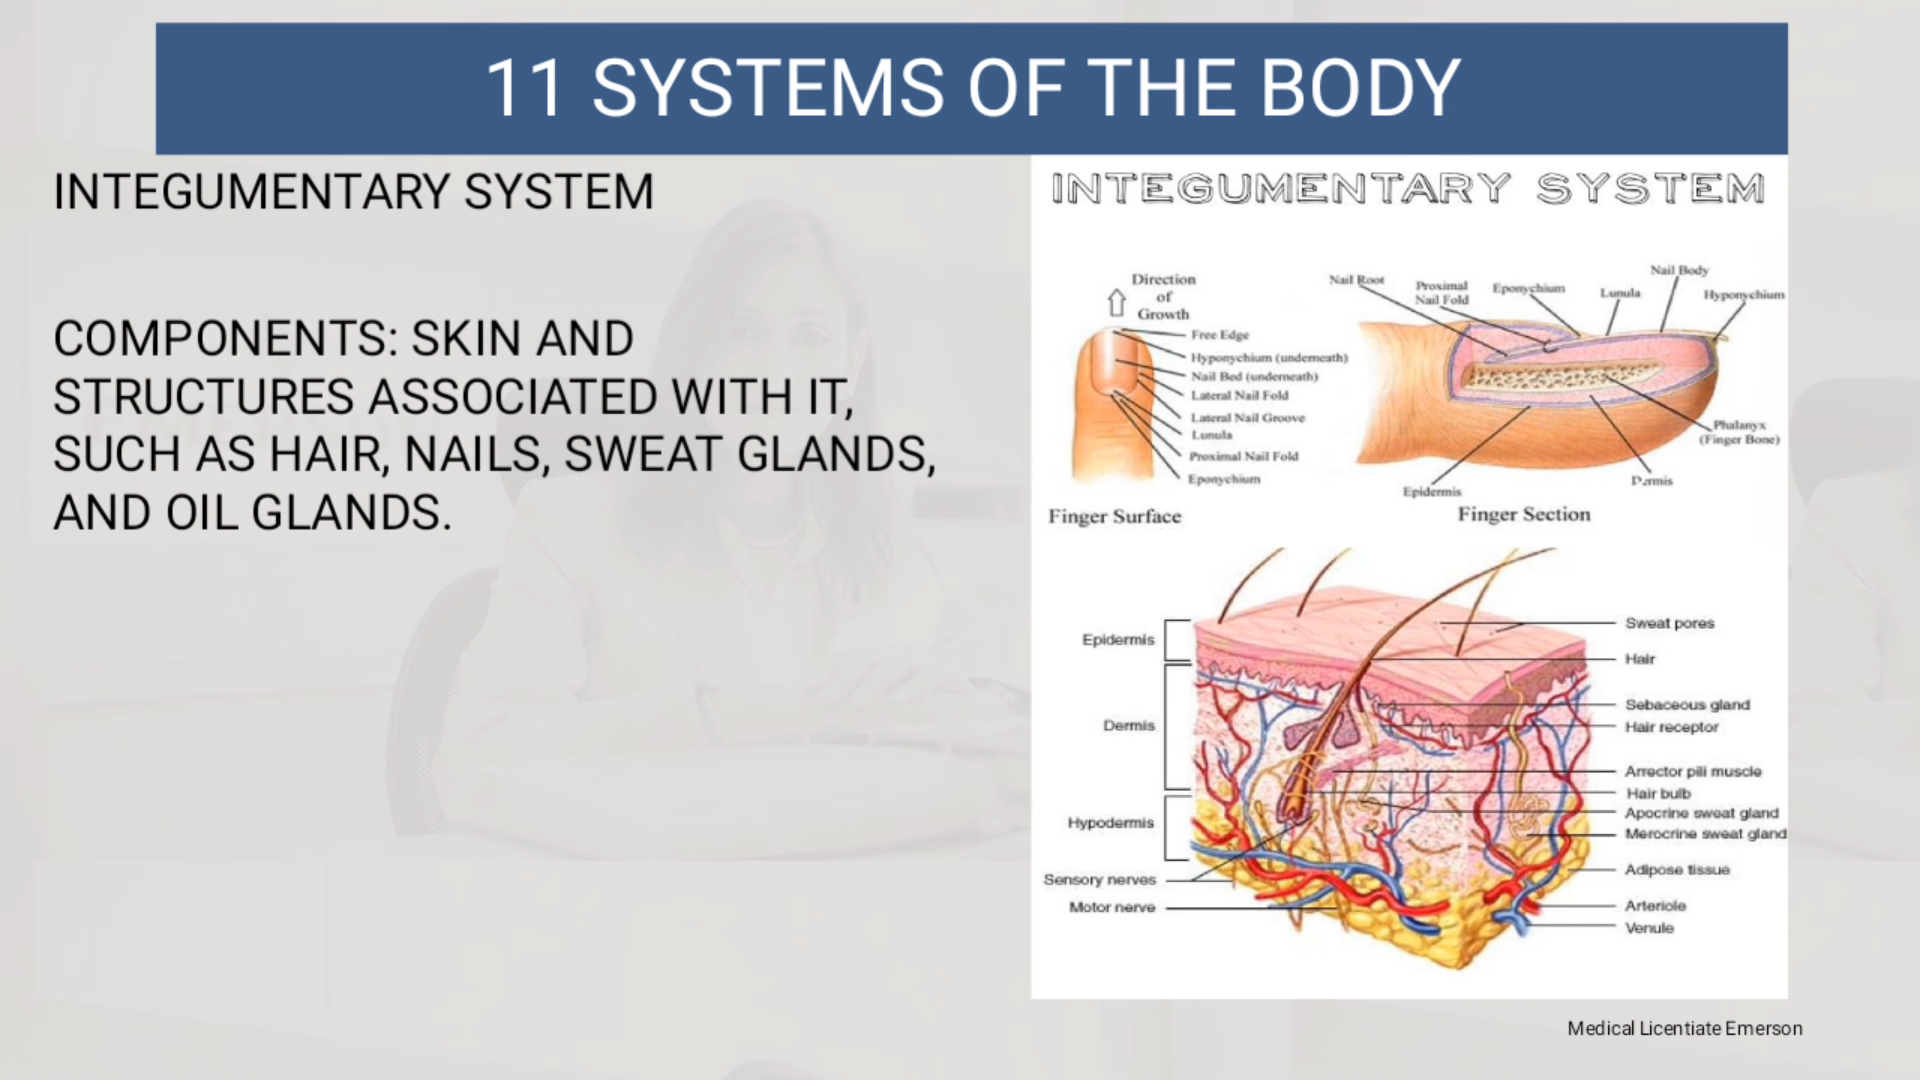 11 SYSTEMS OF THE BODY
INTEGUMENTARY SYSTEM
COMPONENTS: SKIN AND
STRUCTURES ASSOCIATED WITH IT,
SUCH AS HAIR, NAILS, SWEAT GLANDS,
AND OIL GLANDS.
INTEGUMENTARY SYSTEM
Direction
of
Growth
Free Edge
Hyponychium (underneath)
Nail Bed (underneath)
Lateral Nail Fold
Lateral Nail Groove
Lunula
Proximal Nail Fold
Eponychium
Finger Surface
Nail Root
Proximal
Nail Fold
Eponychium
Lunula
Nail Body
Hyponychium
Phalanyx
(Finger Bone)
Dermis
Epidermis
Finger Section
Epidermis
Dermis
Hypodermis
Sensory nerves
Motor nerve
Sweat pores
Hair
Sebaceous gland
Hair receptor
Arrector pili muscle
Hair bulb
Apocrine sweat gland
Merocrine sweat gland
Adipose tissue
Arteriole
Venule
Medical Licentiate Emerson